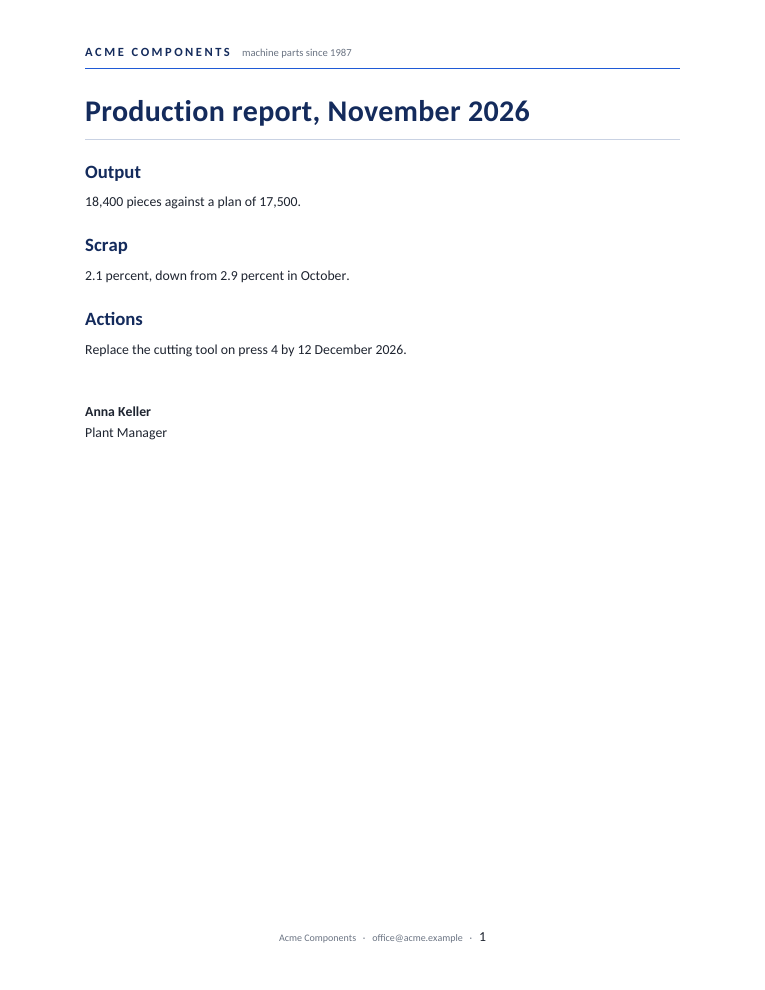 ACME COMPONENTS machine parts since 1987
Production report, November 2026
Output
18,400 pieces against a plan of 17,500.
Scrap
2.1 percent, down from 2.9 percent in October.
Actions
Replace the cutting tool on press 4 by 12 December 2026.
Anna Keller
Plant Manager
Acme Components · office@acme.example · 1